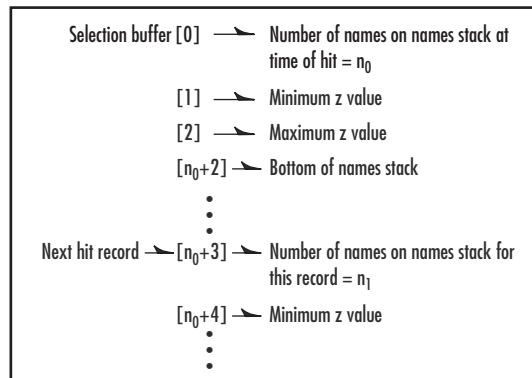 Selection buffer [0] Number of names on names stack at
time of hit = n₀
[1] Minimum z value
[2] Maximum z value
[n₀+2] Bottom of names stack
Next hit record [n₀+3] Number of names on names stack for
this record = n₁
[n₀+4] Minimum z value